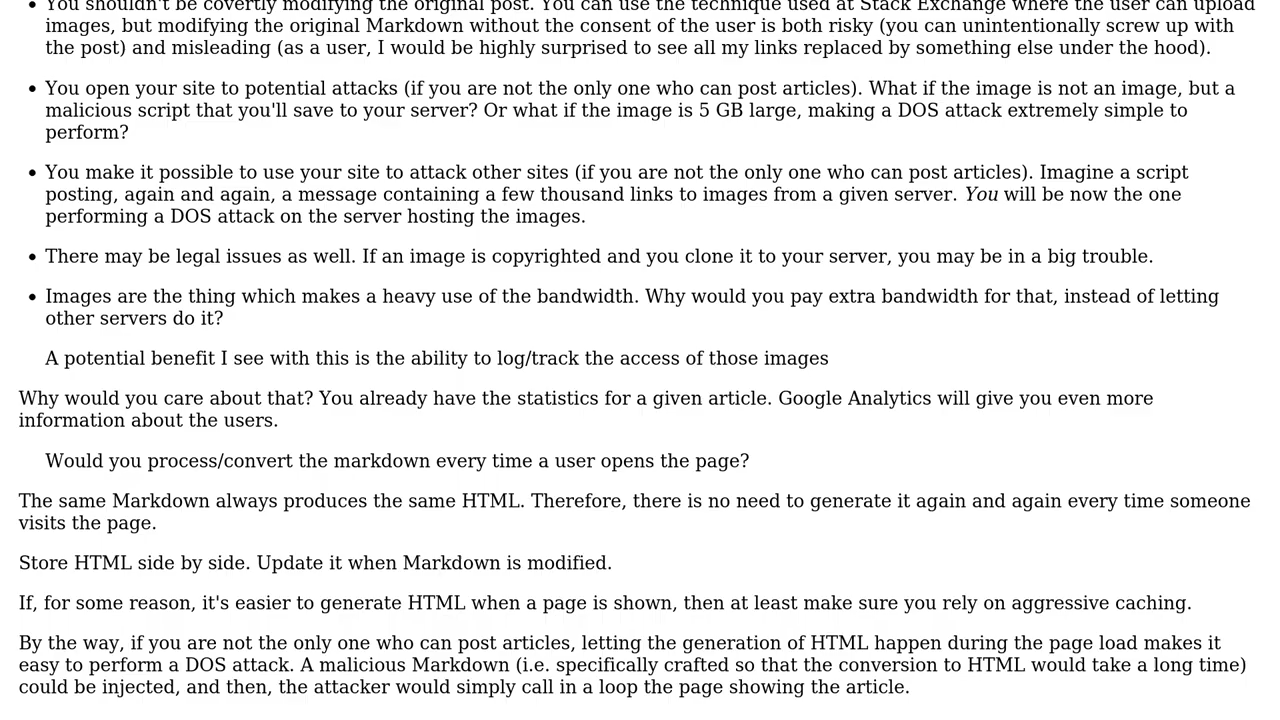 You shouldn't be covertly modifying the original post. You can use the technique used at Stack Exchange where the user can upload
images, but modifying the original Markdown without the consent of the user is both risky (you can unintentionally screw up with
the post) and misleading (as a user, I would be highly surprised to see all my links replaced by something else under the hood).
You open your site to potential attacks (if you are not the only one who can post articles). What if the image is not an image, but a
malicious script that you'll save to your server? Or what if the image is 5 GB large, making a DOS attack extremely simple to
perform?
You make it possible to use your site to attack other sites (if you are not the only one who can post articles). Imagine a script
posting, again and again, a message containing a few thousand links to images from a given server. You will be now the one
performing a DOS attack on the server hosting the images.
There may be legal issues as well. If an image is copyrighted and you clone it to your server, you may be in a big trouble.
Images are the thing which makes a heavy use of the bandwidth. Why would you pay extra bandwidth for that, instead of letting
other servers do it?
A potential benefit I see with this is the ability to log/track the access of those images
Why would you care about that? You already have the statistics for a given article. Google Analytics will give you even more
information about the users.
Would you process/convert the markdown every time a user opens the page?
The same Markdown always produces the same HTML. Therefore, there is no need to generate it again and again every time someone
visits the page.
Store HTML side by side. Update it when Markdown is modified.
If, for some reason, it's easier to generate HTML when a page is shown, then at least make sure you rely on aggressive caching.
By the way, if you are not the only one who can post articles, letting the generation of HTML happen during the page load makes it
easy to perform a DOS attack. A malicious Markdown (i.e. specifically crafted so that the conversion to HTML would take a long time)
could be injected, and then, the attacker would simply call in a loop the page showing the article.